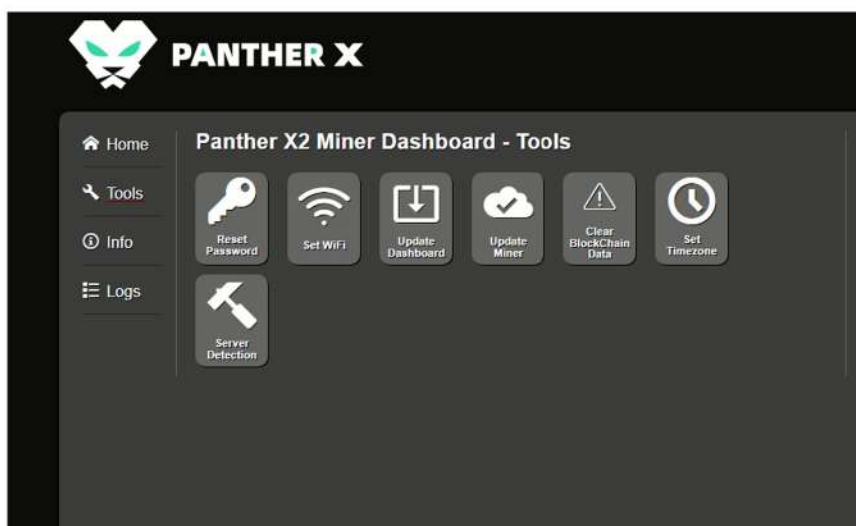 PANTHER X
Home
Tools
Info
Logs
Panther X2 Miner Dashboard - Tools
Reset
Password
Set WiFi
Update
Dashboard
Update
Miner
Clear
BlockChain
Data
Set
Timezone
Server
Detection